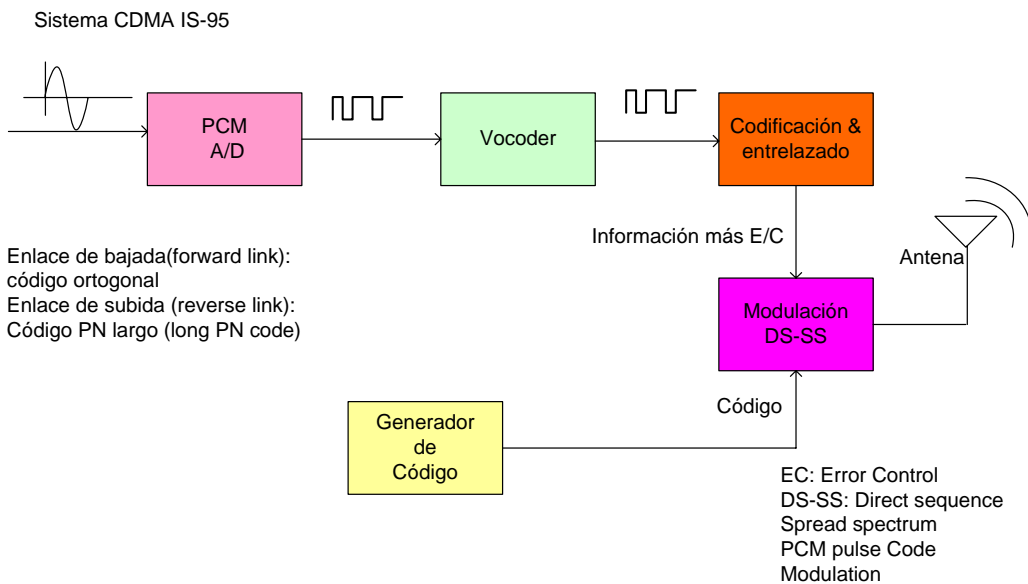 Sistema CDMA IS-95
PCM
A/D
Vocoder
Codificación &
entrelazado
Información más E/C
Antena
Enlace de bajada(forward link):
código ortogonal
Enlace de subida (reverse link):
Código PN largo (long PN code)
Modulación
DS-SS
Código
Generador
de
Código
EC: Error Control
DS-SS: Direct sequence
Spread spectrum
PCM pulse Code
Modulation